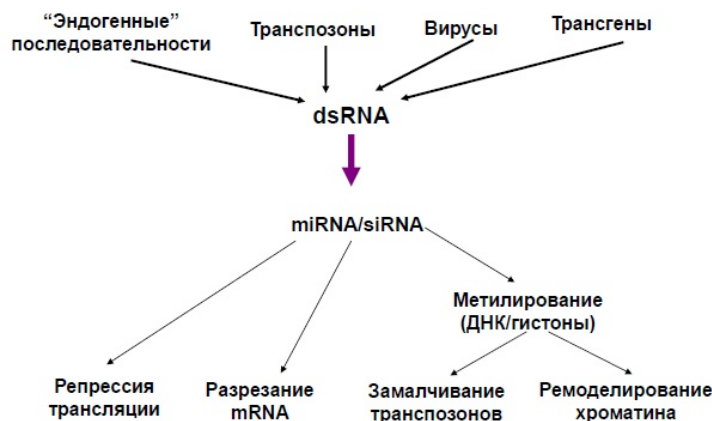 “Эндогенные”
последовательности
Транспозоны
Вирусы
Трансгены
dsRNA
miRNA/siRNA
Метилирование
(ДНК/гистоны)
Репрессия
трансляции
Разрезание
mRNA
Замалчивание
транспозонов
Ремоделирование
хроматина